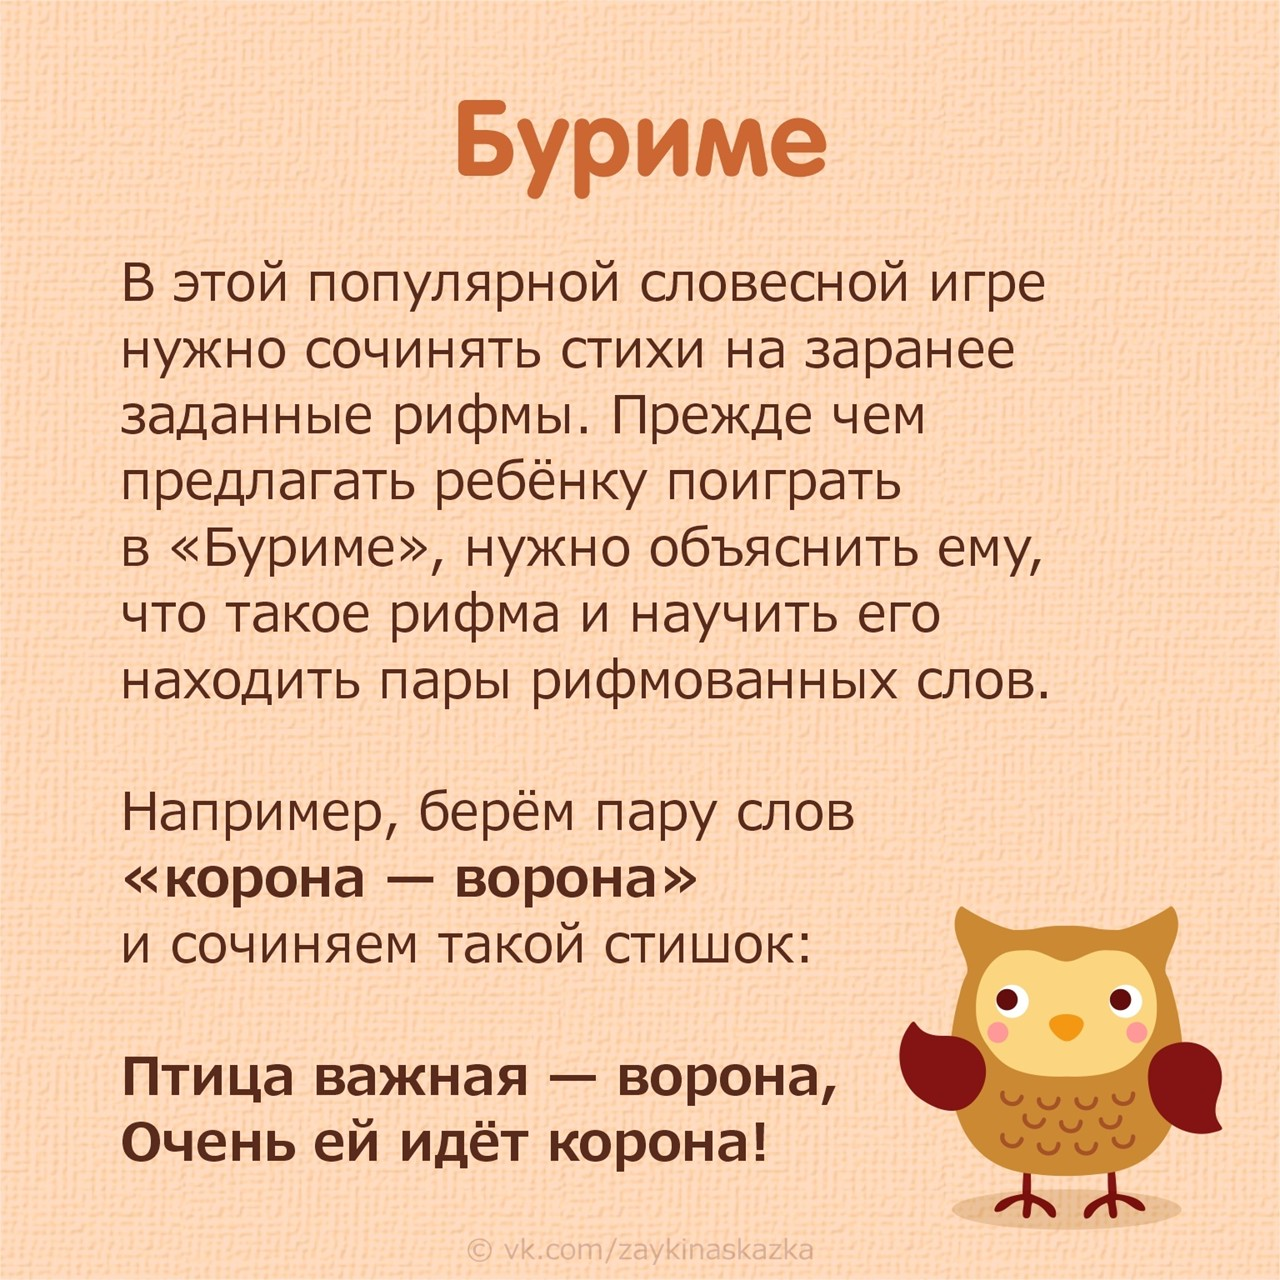 Буриме
В этой популярной словесной игре
нужно сочинять стихи на заранее
заданные рифмы. Прежде чем
предлагать ребёнку поиграть
в «Буриме», нужно объяснить ему,
что такое рифма и научить его
находить пары рифмованных слов.
Например, берём пару слов
«корона — ворона»
и сочиняем такой стишок:
Птица важная — ворона,
Очень ей идёт корона!
© vk.com/zaykinaskazka